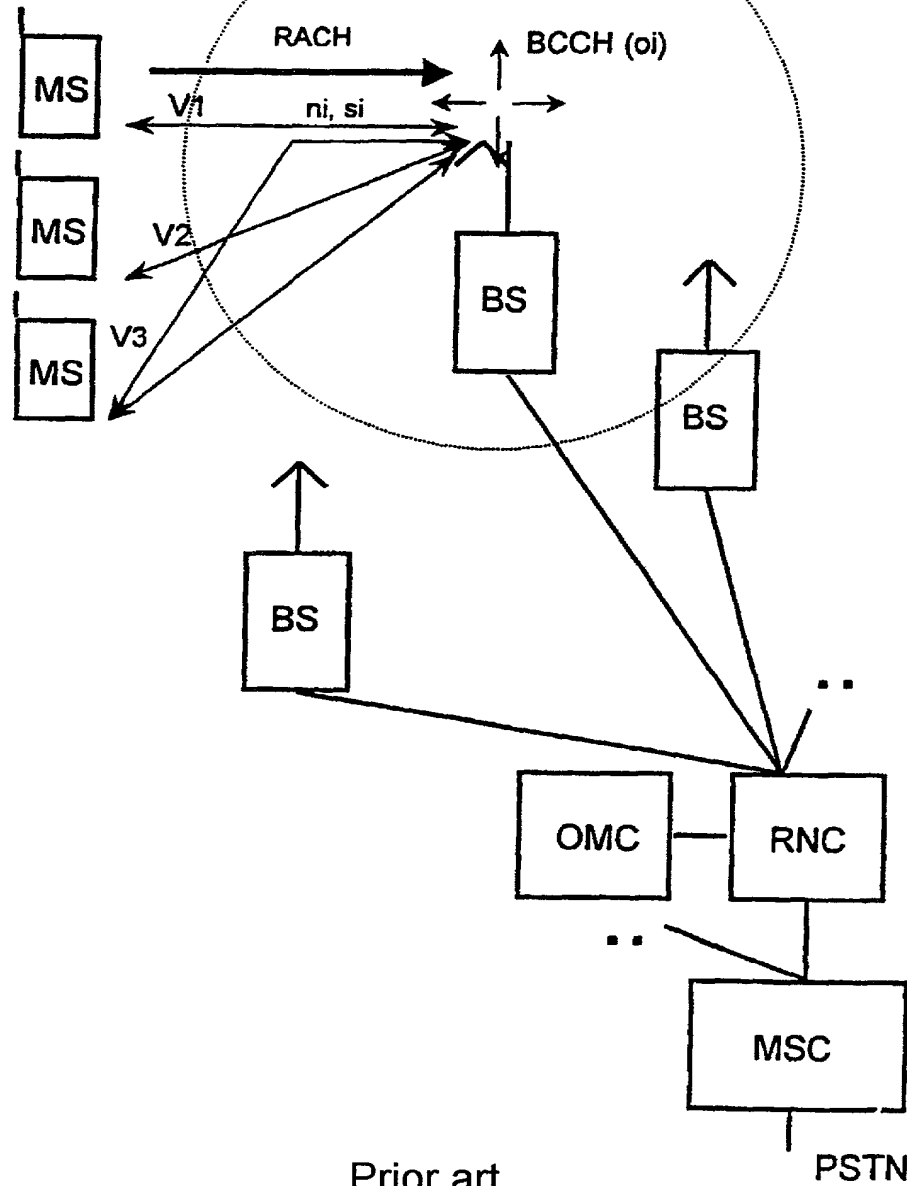 RACH
BCCH (oi)
MS
V1
ni, si
MS
V2
BS
V3
MS
BS
BS
..
OMC
RNC
..
MSC
PSTN
Prior art